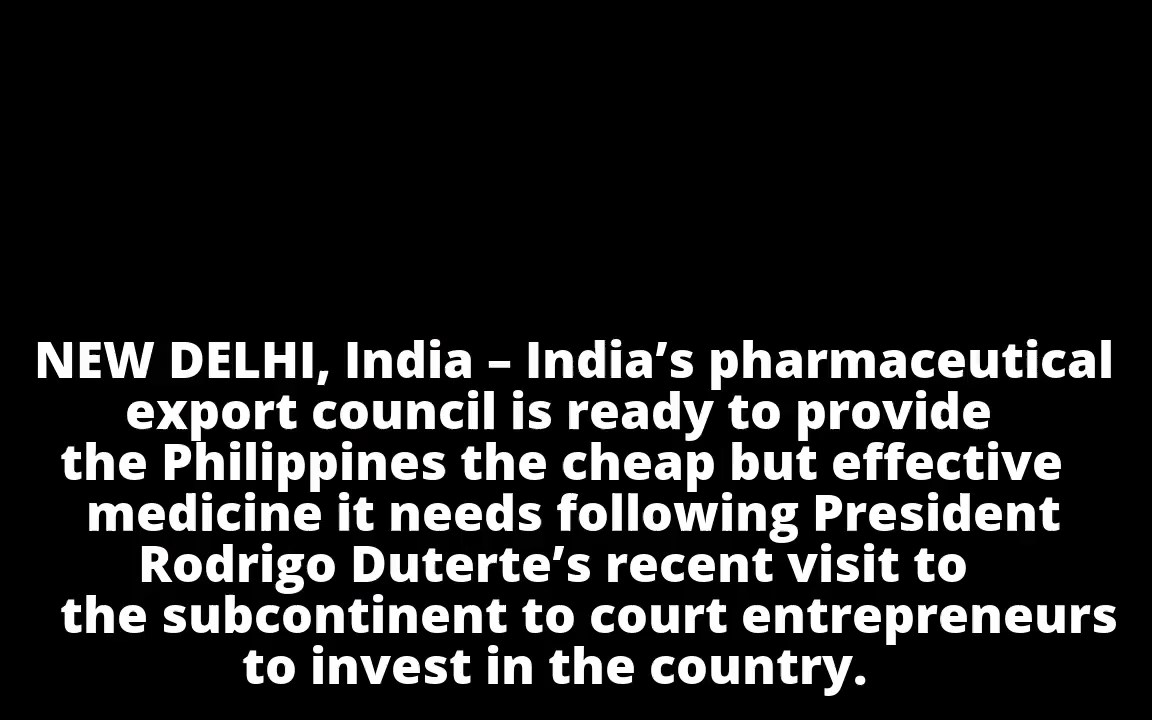 NEW DELHI, India – India’s pharmaceutical
export council is ready to provide
the Philippines the cheap but effective
medicine it needs following President
Rodrigo Duterte’s recent visit to
the subcontinent to court entrepreneurs
to invest in the country.